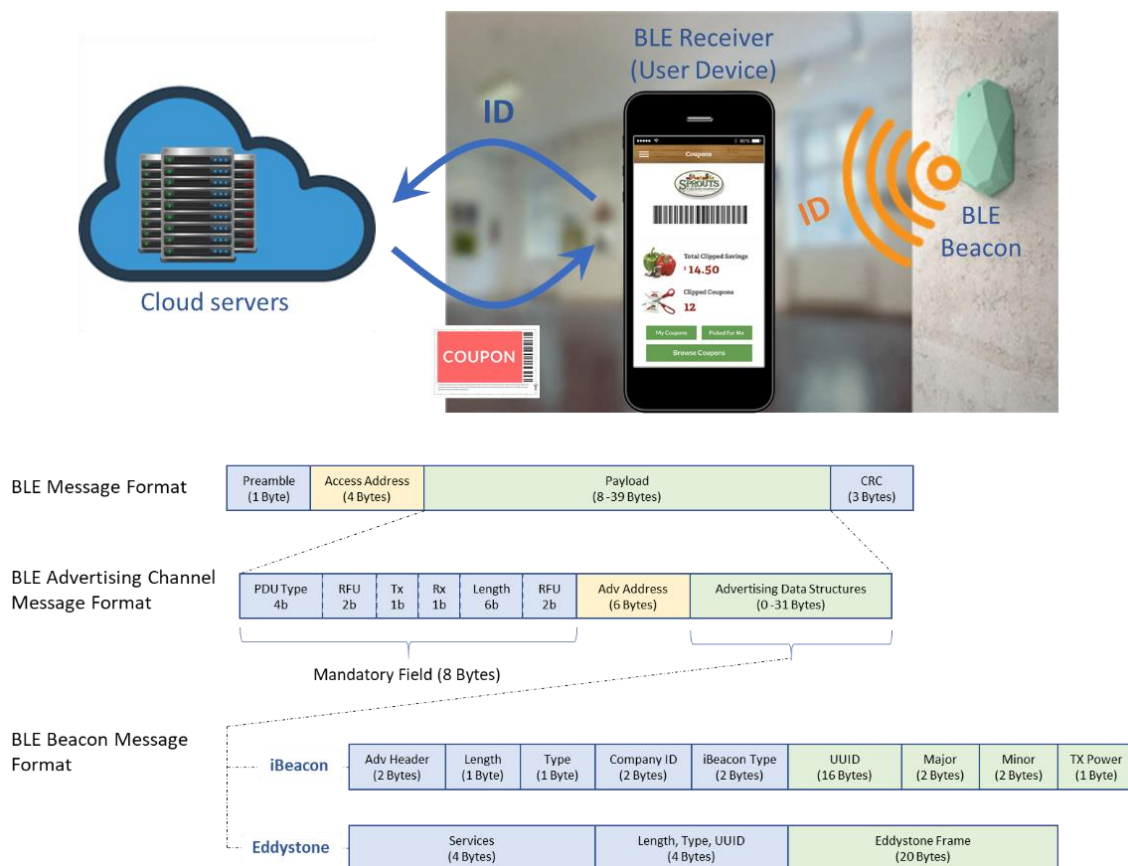 BLE Receiver
(User Device)
ID
Coupons
SPROUTS
Total Clipped Savings
$14.50
Clipped Coupons
12
My Coupons
Picked For Me
Browse Coupons
ID
BLE
Beacon
Cloud servers
COUPON
BLE Message Format
Preamble
(1 Byte)
Access Address
(4 Bytes)
Payload
(8 -39 Bytes)
CRC
(3 Bytes)
BLE Advertising Channel
Message Format
PDU Type
4b
RFU
2b
Tx
1b
Rx
1b
Length
6b
RFU
2b
Adv Address
(6 Bytes)
Advertising Data Structures
(0 -31 Bytes)
Mandatory Field (8 Bytes)
BLE Beacon Message
Format
iBeacon
Adv Header
(2 Bytes)
Length
(1 Byte)
Type
(1 Byte)
Company ID
(2 Bytes)
iBeacon Type
(2 Bytes)
UUID
(16 Bytes)
Major
(2 Bytes)
Minor
(2 Bytes)
TX Power
(1 Byte)
Eddystone
Services
(4 Bytes)
Length, Type, UUID
(4 Bytes)
Eddystone Frame
(20 Bytes)